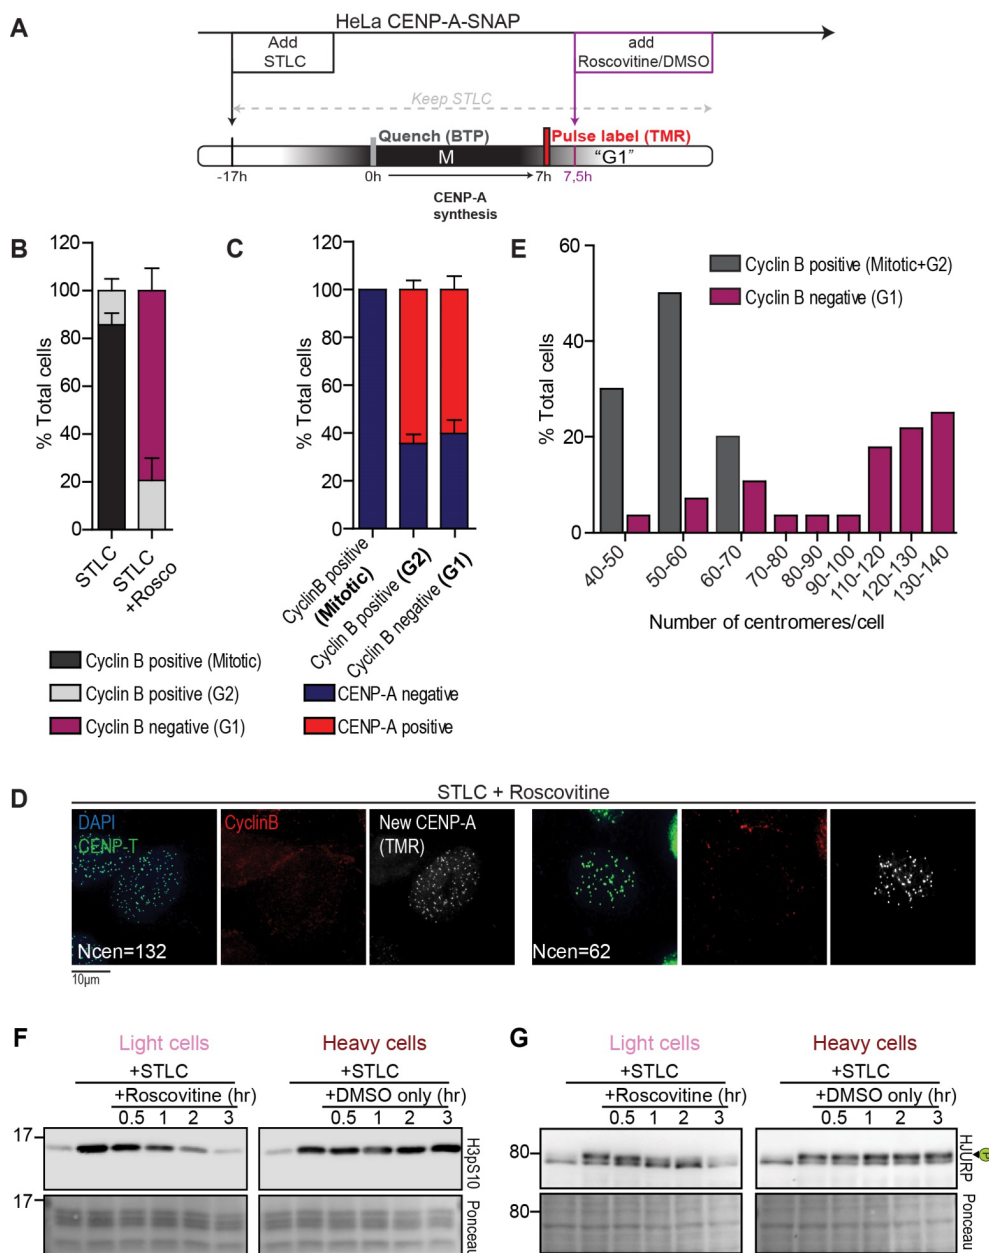 A
HeLa CENP-A-SNAP
Add
STLC
add
Roscovitine/DMSO
Keep STLC
Quench (BTP)
Pulse label (TMR)
M
"G1"
-17h
0h
7h
7,5h
CENP-A
synthesis
B
% Total cells
120
100
80
60
40
20
0
STLC
STLC
+Rosco
Cyclin B positive (Mitotic)
Cyclin B positive (G2)
Cyclin B negative (G1)
C
% Total cells
120
100
80
60
40
20
0
CyclinB positive
(Mitotic)
Cyclin B positive (G2)
Cyclin B negative (G1)
CENP-A negative
CENP-A positive
E
% Total cells
60
40
20
0
Cyclin B positive (Mitotic+G2)
Cyclin B negative (G1)
40-50
50-60
60-70
70-80
80-90
90-100
110-120
120-130
130-140
Number of centromeres/cell
D
STLC + Roscovitine
DAPI
CENP-T
CyclinB
New CENP-A
(TMR)
Ncen=132
Ncen=62
10µm
F
Light cells
Heavy cells
+STLC
+STLC
+Roscovitine (hr)
+DMSO only (hr)
0.5 1 2 3
0.5 1 2 3
17
H3pS10
17
Ponceau
G
Light cells
Heavy cells
+STLC
+STLC
+Roscovitine (hr)
+DMSO only (hr)
0.5 1 2 3
0.5 1 2 3
80
HJURP
P
80
Ponceau